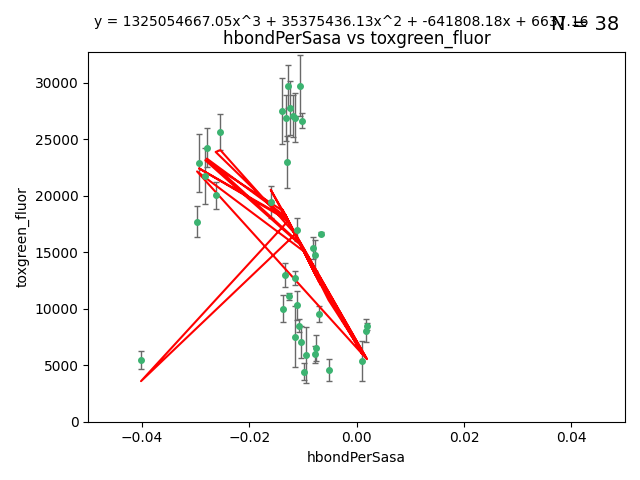 y = 1325054667.05x^3 + 35375436.13x^2 + -641808.18x + 6637.16
N = 38
hbondPerSasa vs toxgreen_fluor
30000
25000
20000
15000
10000
5000
0
toxgreen_fluor
−0.04 −0.02 0.00 0.02 0.04
hbondPerSasa